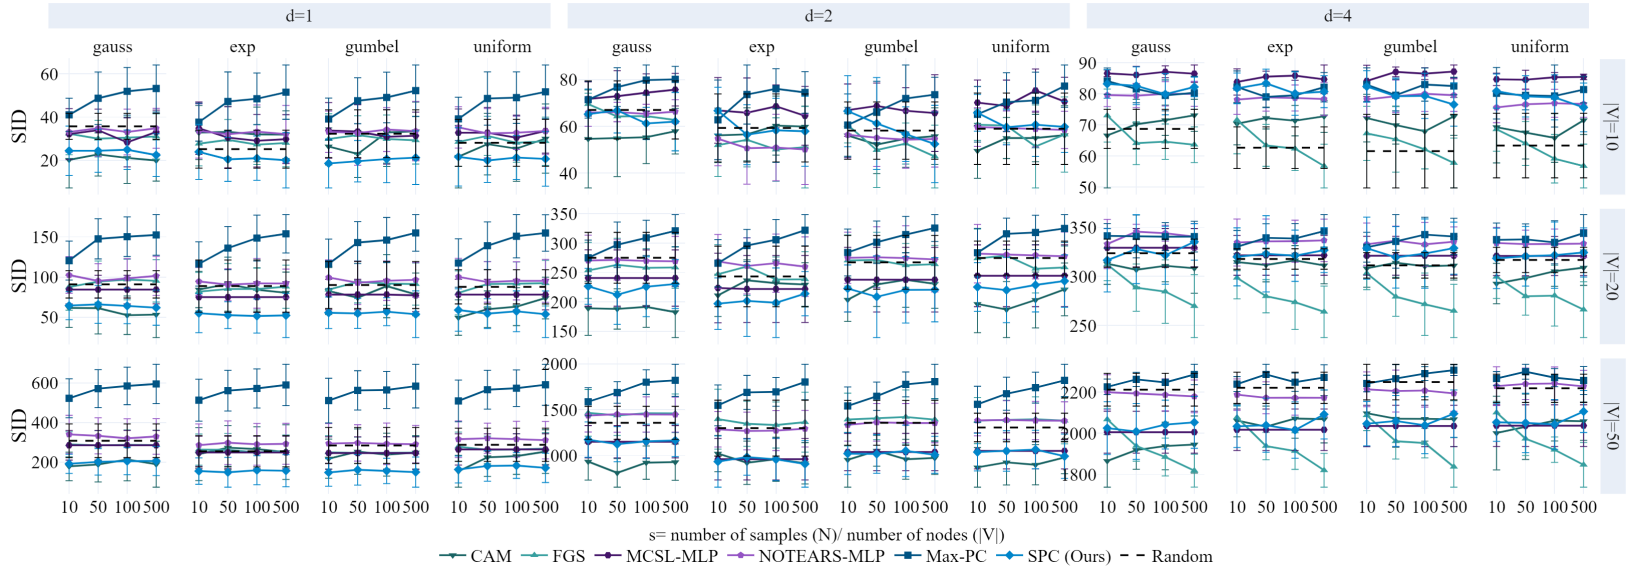 d=1 d=2 d=4
gauss exp gumbel uniform gauss exp gumbel uniform gauss exp gumbel uniform
SID 60 40 20 80 60 40 90 80 70 60 50 |V|=10
SID 150 100 50 350 300 250 200 150 350 300 250 |V|=20
SID 600 400 200 2000 1500 1000 2200 2000 1800 |V|=50
10 50 100 500 10 50 100 500 10 50 100 500 10 50 100 500 10 50 100 500 10 50 100 500 10 50 100 500 10 50 100 500 10 50 100 500 10 50 100 500 10 50 100 500 10 50 100 500
s= number of samples (N)/ number of nodes (|V|)
CAM FGS MCSL-MLP NOTEARS-MLP Max-PC SPC (Ours) Random